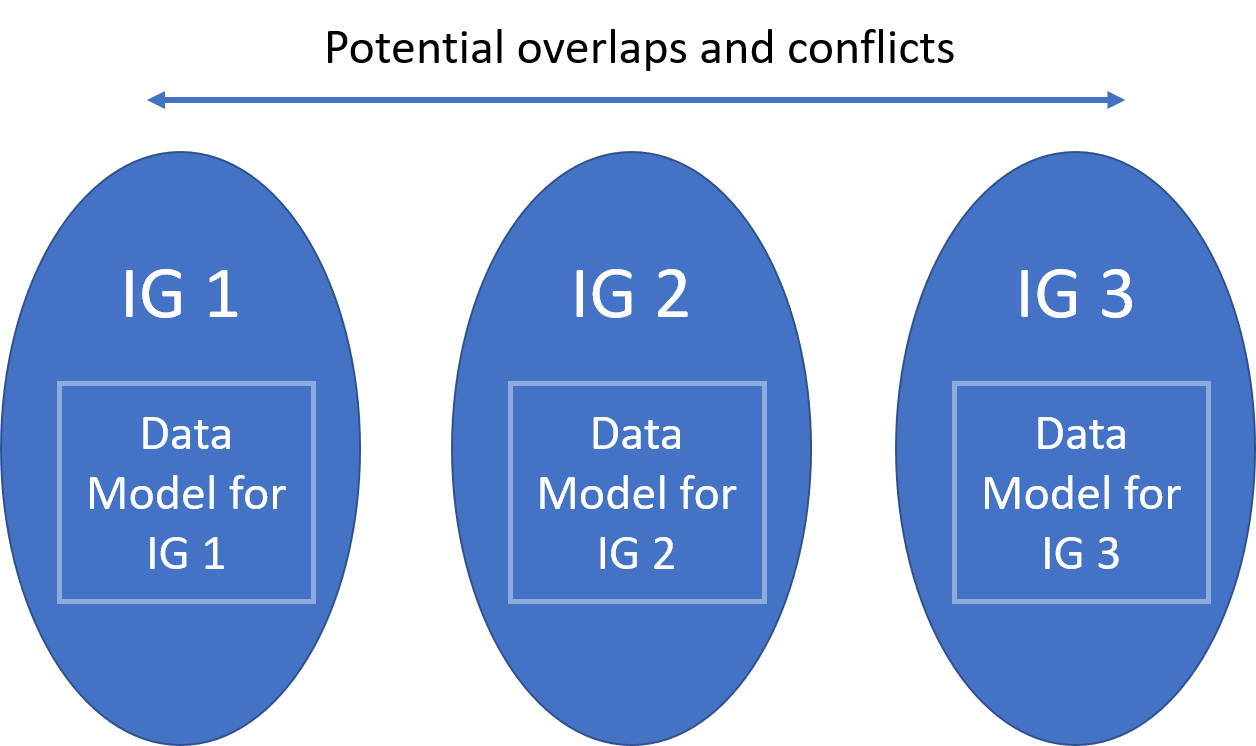 Potential overlaps and conflicts
IG 1
Data
Model for
IG 1
IG 2
Data
Model for
IG 2
IG 3
Data
Model for
IG 3